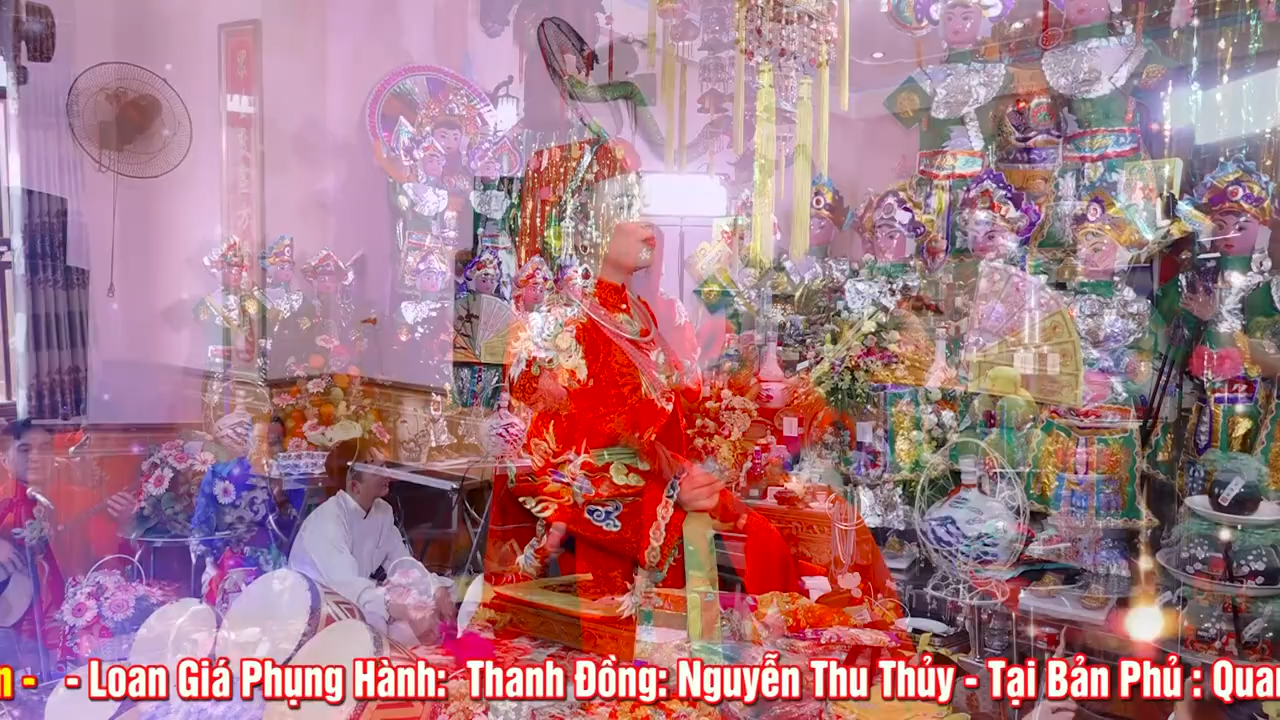 n -   - Loan Giá Phụng Hành:  Thanh Đồng: Nguyễn Thu Thủy - Tại Bản Phủ : Quan